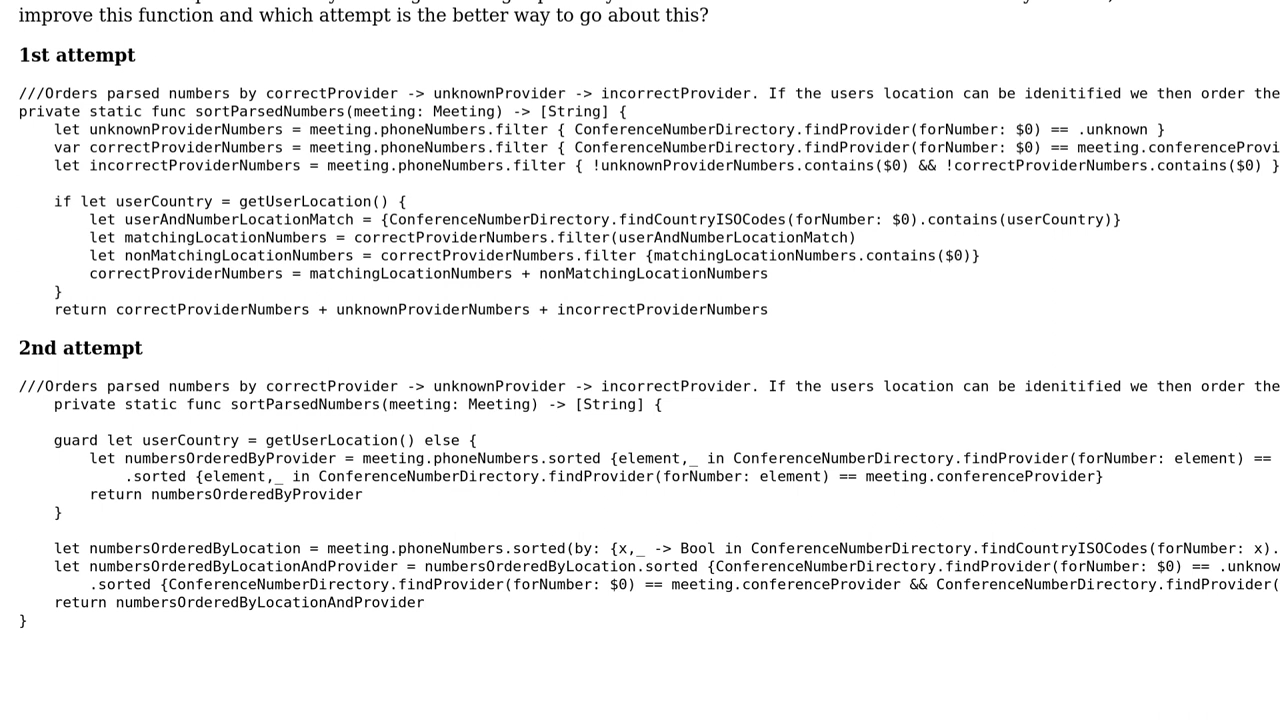 improve this function and which attempt is the better way to go about this?
1st attempt
///Orders parsed numbers by correctProvider -> unknownProvider -> incorrectProvider. If the users location can be idenitified we then order the
private static func sortParsedNumbers(meeting: Meeting) -> [String] {
    let unknownProviderNumbers = meeting.phoneNumbers.filter { ConferenceNumberDirectory.findProvider(forNumber: $0) == .unknown }
    var correctProviderNumbers = meeting.phoneNumbers.filter { ConferenceNumberDirectory.findProvider(forNumber: $0) == meeting.conferenceProvi
    let incorrectProviderNumbers = meeting.phoneNumbers.filter { !unknownProviderNumbers.contains($0) && !correctProviderNumbers.contains($0) }
    if let userCountry = getUserLocation() {
        let userAndNumberLocationMatch = {ConferenceNumberDirectory.findCountryISOCodes(forNumber: $0).contains(userCountry)}
        let matchingLocationNumbers = correctProviderNumbers.filter(userAndNumberLocationMatch)
        let nonMatchingLocationNumbers = correctProviderNumbers.filter {matchingLocationNumbers.contains($0)}
        correctProviderNumbers = matchingLocationNumbers + nonMatchingLocationNumbers
    }
    return correctProviderNumbers + unknownProviderNumbers + incorrectProviderNumbers
2nd attempt
///Orders parsed numbers by correctProvider -> unknownProvider -> incorrectProvider. If the users location can be idenitified we then order the
    private static func sortParsedNumbers(meeting: Meeting) -> [String] {
    guard let userCountry = getUserLocation() else {
        let numbersOrderedByProvider = meeting.phoneNumbers.sorted {element,_ in ConferenceNumberDirectory.findProvider(forNumber: element) ==
            .sorted {element,_ in ConferenceNumberDirectory.findProvider(forNumber: element) == meeting.conferenceProvider}
        return numbersOrderedByProvider
    }
    let numbersOrderedByLocation = meeting.phoneNumbers.sorted(by: {x,_ -> Bool in ConferenceNumberDirectory.findCountryISOCodes(forNumber: x).
    let numbersOrderedByLocationAndProvider = numbersOrderedByLocation.sorted {ConferenceNumberDirectory.findProvider(forNumber: $0) == .unknow
        .sorted {ConferenceNumberDirectory.findProvider(forNumber: $0) == meeting.conferenceProvider && ConferenceNumberDirectory.findProvider(
    return numbersOrderedByLocationAndProvider
}